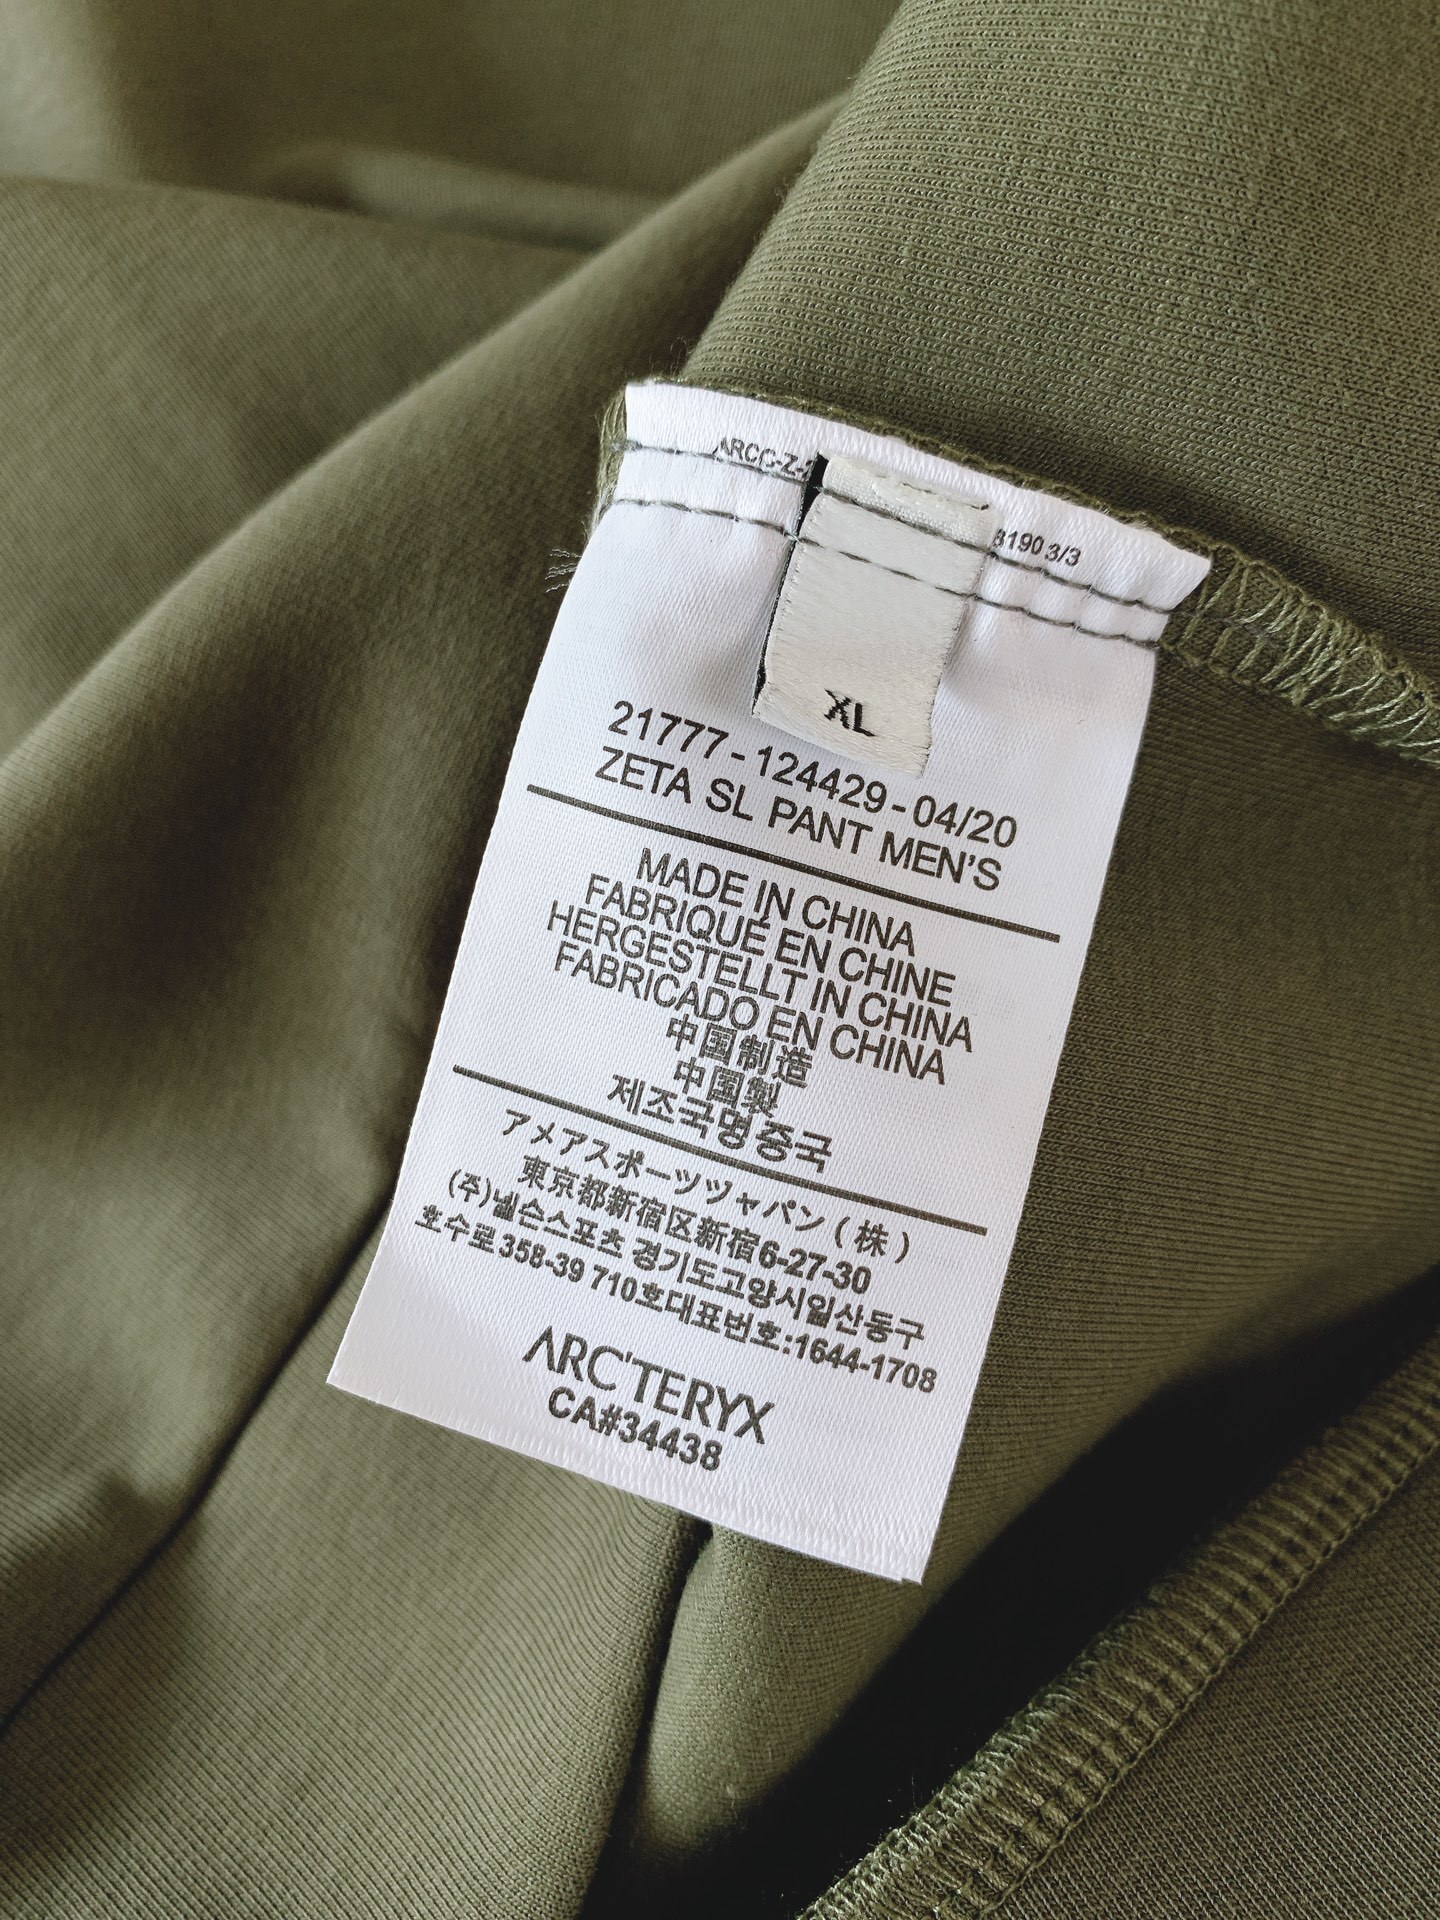 ARCC-Z-
3190 3/3
XL
21777-124429-04/20
ZETA SL PANT MEN'S
MADE IN CHINA
FABRIQUÉ EN CHINE
HERGESTELLT IN CHINA
FABRICADO EN CHINA
中国制造
中国製
제조국명 중국
アメアスポーツジャパン (株)
東京都新宿区新宿6-27-30
(주)넬슨스포츠 경기도고양시일산동구
호수로 358-39 710호대표번호:1644-1708
ARC'TERYX
CA#34438